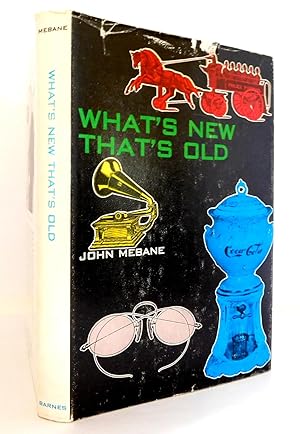 MEBANE
WHAT'S NEW
THAT'S OLD
BARNES
WHAT'S NEW
THAT'S OLD
JOHN MEBANE
Coca-Cola